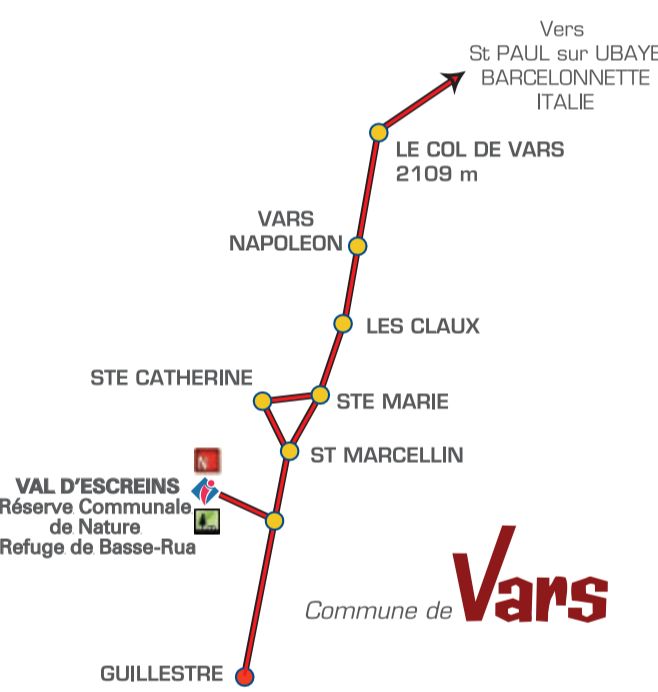 Vers
St PAUL sur UBAYE
BARCELONNETTE
ITALIE
LE COL DE VARS
2109 m
VARS
NAPOLEON
LES CLAUX
STE CATHERINE
STE MARIE
ST MARCELLIN
N
VAL D'ESCREINS
Réserve Communale
de Nature
Refuge de Basse-Rua
Commune de Vars
GUILLESTRE